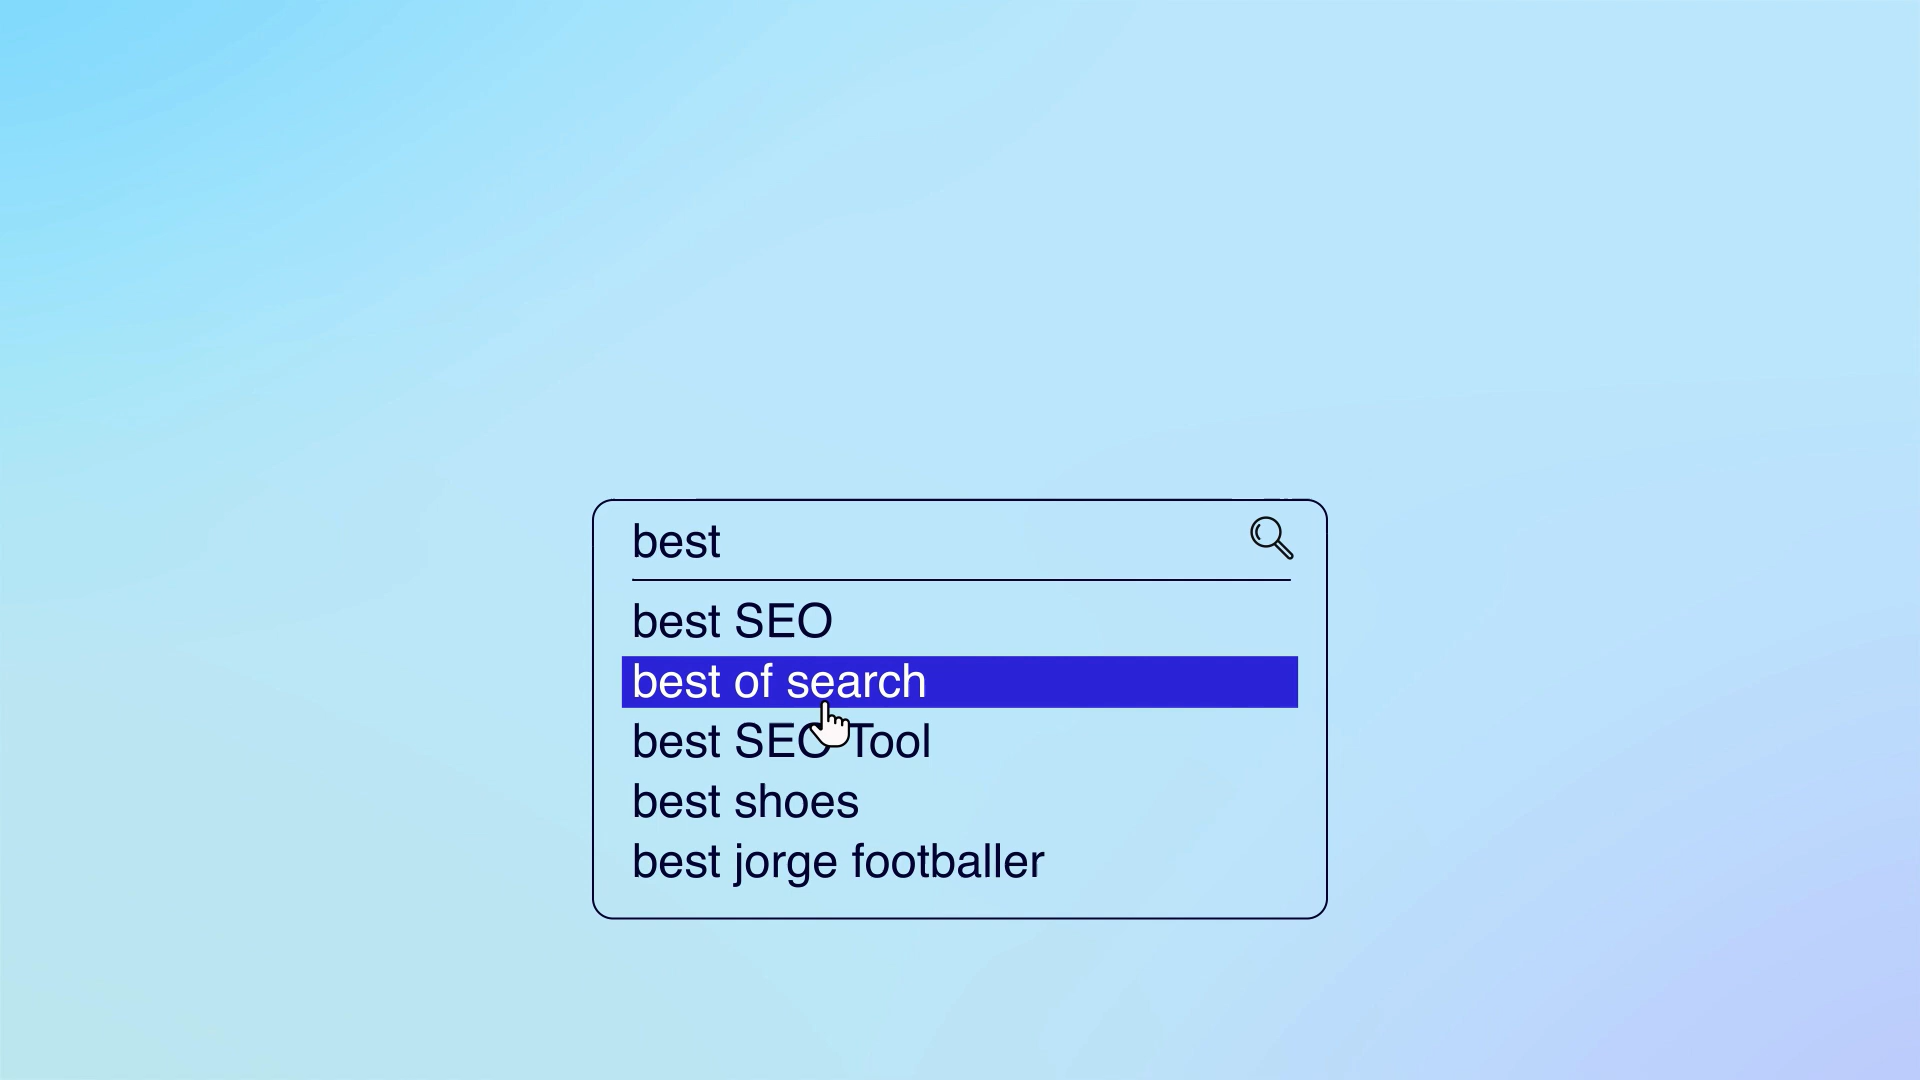 best
best SEO
best of search
best SEO Tool
best shoes
best jorge footballer